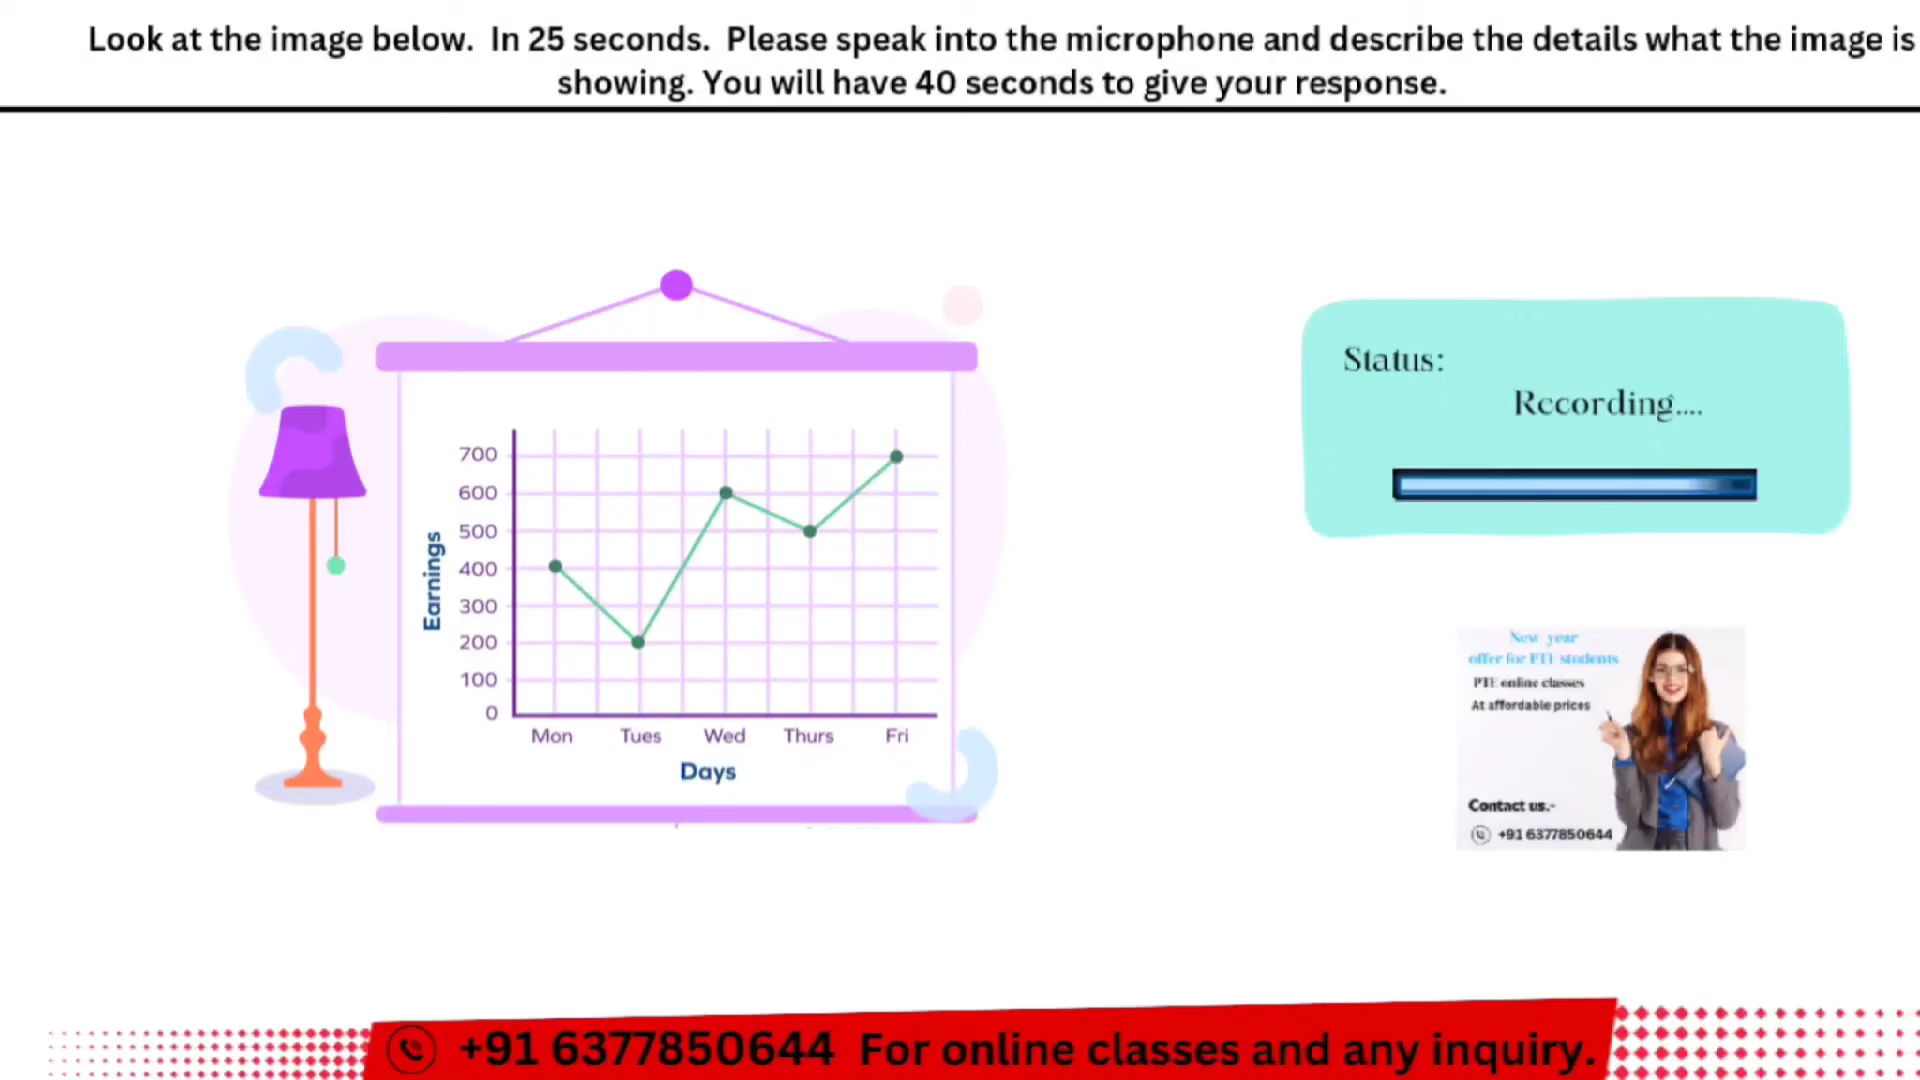 Look at the image below. In 25 seconds. Please speak into the microphone and describe the details what the image is
showing. You will have 40 seconds to give your response.
700
600
500
400
300
200
100
0
Earnings
Mon Tues Wed Thurs Fri
Days
Status:
Recording....
New year
offer for PTE students
PTE online classes
At affordable prices
Contact us.-
+91 6377850644
+91 6377850644 For online classes and any inquiry.